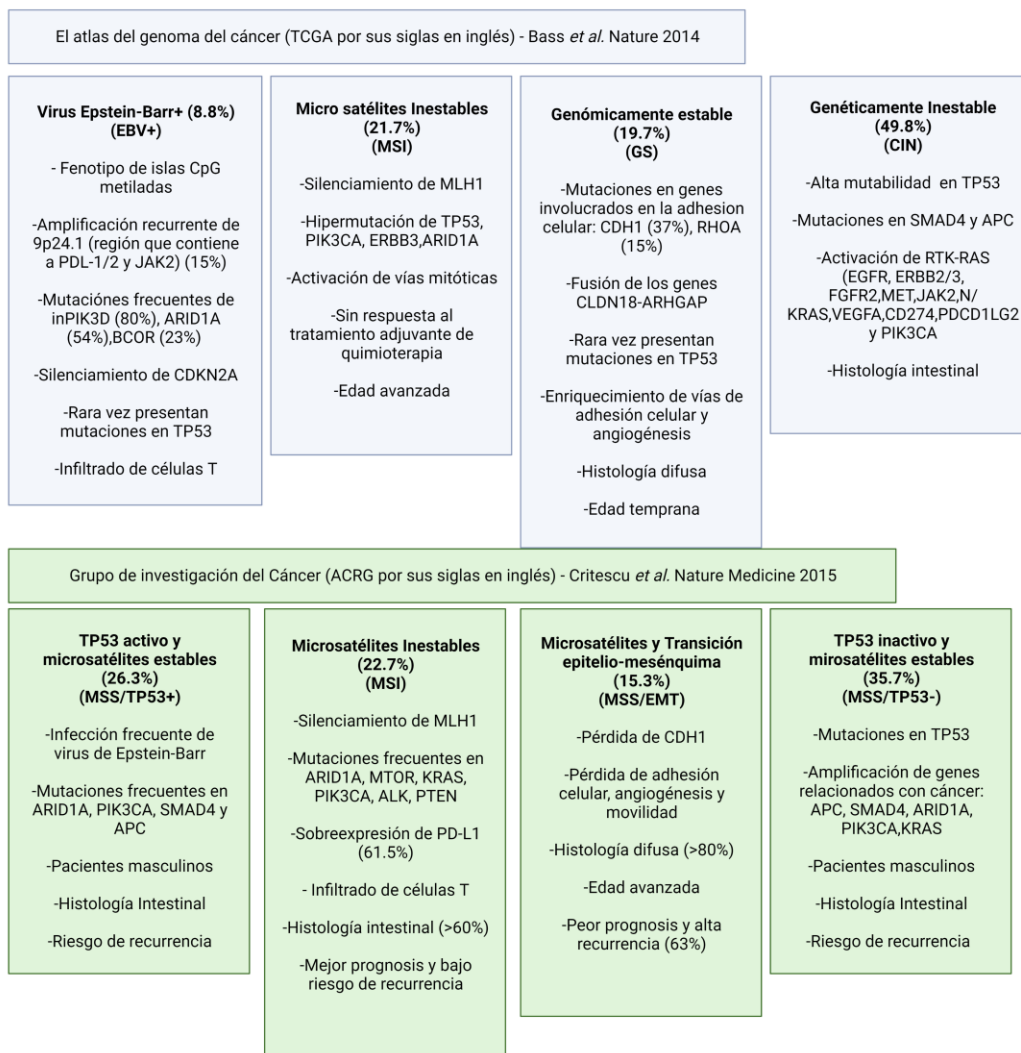 El atlas del genoma del cáncer (TCGA por sus siglas en inglés) - Bass et al. Nature 2014
Virus Epstein-Barr+ (8.8%)
(EBV+)
- Fenotipo de islas CpG
metiladas
-Amplificación recurrente de
9p24.1 (región que contiene
a PDL-1/2 y JAK2) (15%)
-Mutaciónes frecuentes de
inPIK3D (80%), ARID1A
(54%),BCOR (23%)
-Silenciamiento de CDKN2A
-Rara vez presentan
mutaciones en TP53
-Infiltrado de células T
Micro satélites Inestables
(21.7%)
(MSI)
-Silenciamiento de MLH1
-Hipermutación de TP53,
PIK3CA, ERBB3,ARID1A
-Activación de vías mitóticas
-Sin respuesta al
tratamiento adjuvante de
quimioterapia
-Edad avanzada
Genómicamente estable
(19.7%)
(GS)
-Mutaciones en genes
involucrados en la adhesion
celular: CDH1 (37%), RHOA
(15%)
-Fusión de los genes
CLDN18-ARHGAP
-Rara vez presentan
mutaciones en TP53
-Enriquecimiento de vías de
adhesión celular y
angiogénesis
-Histología difusa
-Edad temprana
Genéticamente Inestable
(49.8%)
(CIN)
-Alta mutabilidad en TP53
-Mutaciones en SMAD4 y APC
-Activación de RTK-RAS
(EGFR, ERBB2/3,
FGFR2,MET,JAK2,N/
KRAS,VEGFA,CD274,PDCD1LG2
y PIK3CA
-Histología intestinal
Grupo de investigación del Cáncer (ACRG por sus siglas en inglés) - Critescu et al. Nature Medicine 2015
TP53 activo y
microsatélites estables
(26.3%)
(MSS/TP53+)
-Infección frecuente de
virus de Epstein-Barr
-Mutaciones frecuentes en
ARID1A, PIK3CA, SMAD4 y
APC
-Pacientes masculinos
-Histología Intestinal
-Riesgo de recurrencia
Microsatélites Inestables
(22.7%)
(MSI)
-Silenciamiento de MLH1
-Mutaciones frecuentes en
ARID1A, MTOR, KRAS,
PIK3CA, ALK, PTEN
-Sobreexpresión de PD-L1
(61.5%)
- Infiltrado de células T
-Histología intestinal (>60%)
-Mejor prognosis y bajo
riesgo de recurrencia
Microsatélites y Transición
epitelio-mesénquima
(15.3%)
(MSS/EMT)
-Pérdida de CDH1
-Pérdida de adhesión
celular, angiogénesis y
movilidad
-Histología difusa (>80%)
-Edad avanzada
-Peor prognosis y alta
recurrencia (63%)
TP53 inactivo y
mirosatélites estables
(35.7%)
(MSS/TP53-)
-Mutaciones en TP53
-Amplificación de genes
relacionados con cáncer:
APC, SMAD4, ARID1A,
PIK3CA,KRAS
-Pacientes masculinos
-Histología Intestinal
-Riesgo de recurrencia